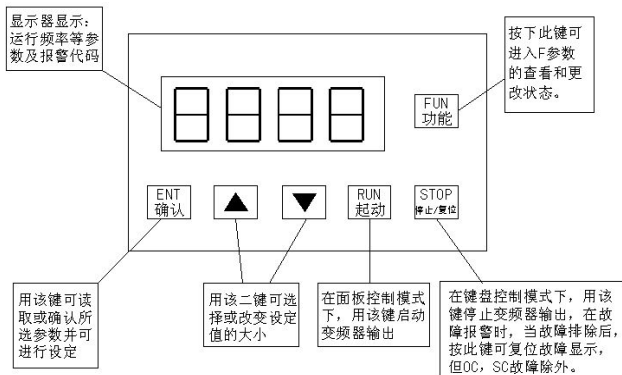 显示器显示：
运行频率等参
数及报警代码
按下此键可
进入F参数
的查看和更
改状态。
FUN
功能
ENT
确认
▲
▼
RUN
起动
STOP
停止/复位
用该键可读
取或确认所
选参数并可
进行设定
用该二键可选
择或改变设定
值的大小
在面板控制模式
下，用该键启动
变频器输出
在键盘控制模式下，用该
键停止变频器输出，在故
障报警时，当故障排除后，
按此键可复位故障显示，
但OC，SC故障除外。